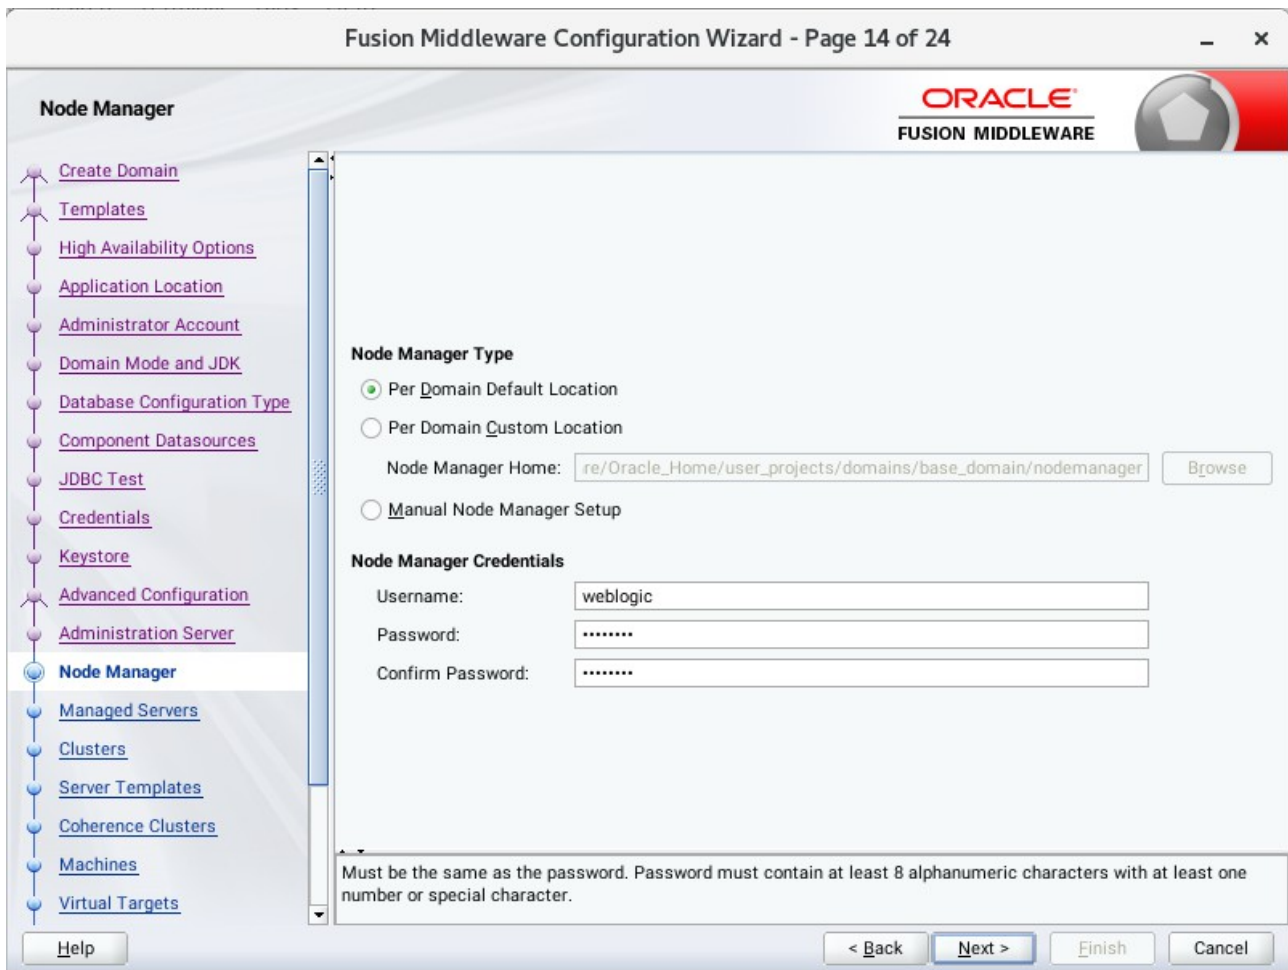 Fusion Middleware Configuration Wizard - Page 14 of 24
Node Manager
ORACLE
FUSION MIDDLEWARE
Create Domain
Templates
High Availability Options
Application Location
Administrator Account
Domain Mode and JDK
Database Configuration Type
Component Datasources
JDBC Test
Credentials
Keystore
Advanced Configuration
Administration Server
Node Manager
Managed Servers
Clusters
Server Templates
Coherence Clusters
Machines
Virtual Targets
Node Manager Type
Per Domain Default Location
Per Domain Custom Location
Node Manager Home: re/Oracle_Home/user_projects/domains/base_domain/nodemanager Browse
Manual Node Manager Setup
Node Manager Credentials
Username: weblogic
Password: ••••••••
Confirm Password: ••••••••
Must be the same as the password. Password must contain at least 8 alphanumeric characters with at least one
number or special character.
Help < Back Next > Finish Cancel